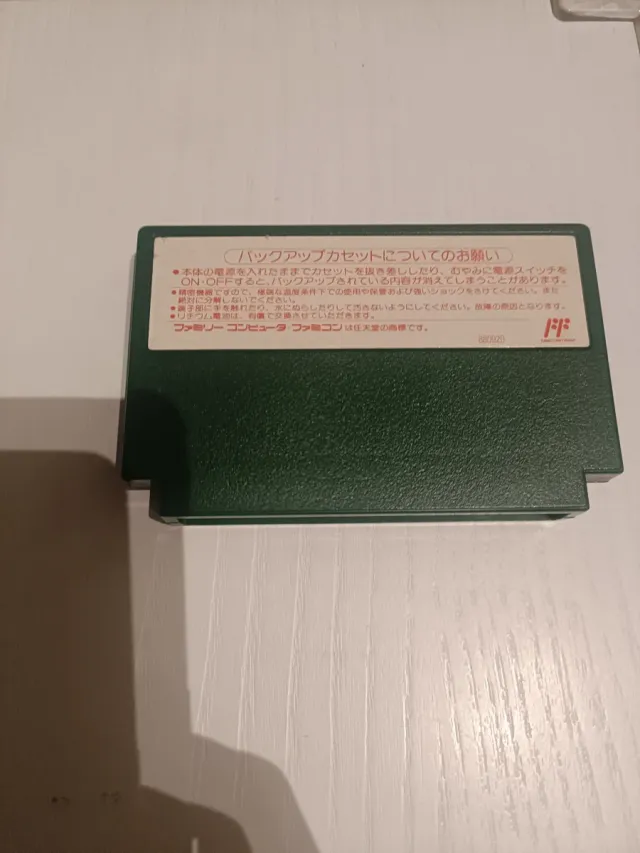 バックアップカセットについてのお願い
●本体の電源を入れたままでカセットを抜き差ししたり、むやみに電源スイッチを
ON・OFFすると、バックアップされている内容が消えてしまうことがあります。
●精密機器ですので、極端な温度条件下での使用や保管および強いショックをさけてください。また
絶対に分解しないでください。
●端子部に手を触れたり、水にぬらしたりして汚さないようにしてください。故障の原因となります。
●リチウム電池は、有償で交換させていただきます。
ファミリー コンピュータ・ファミコン は任天堂の商標です。
FF